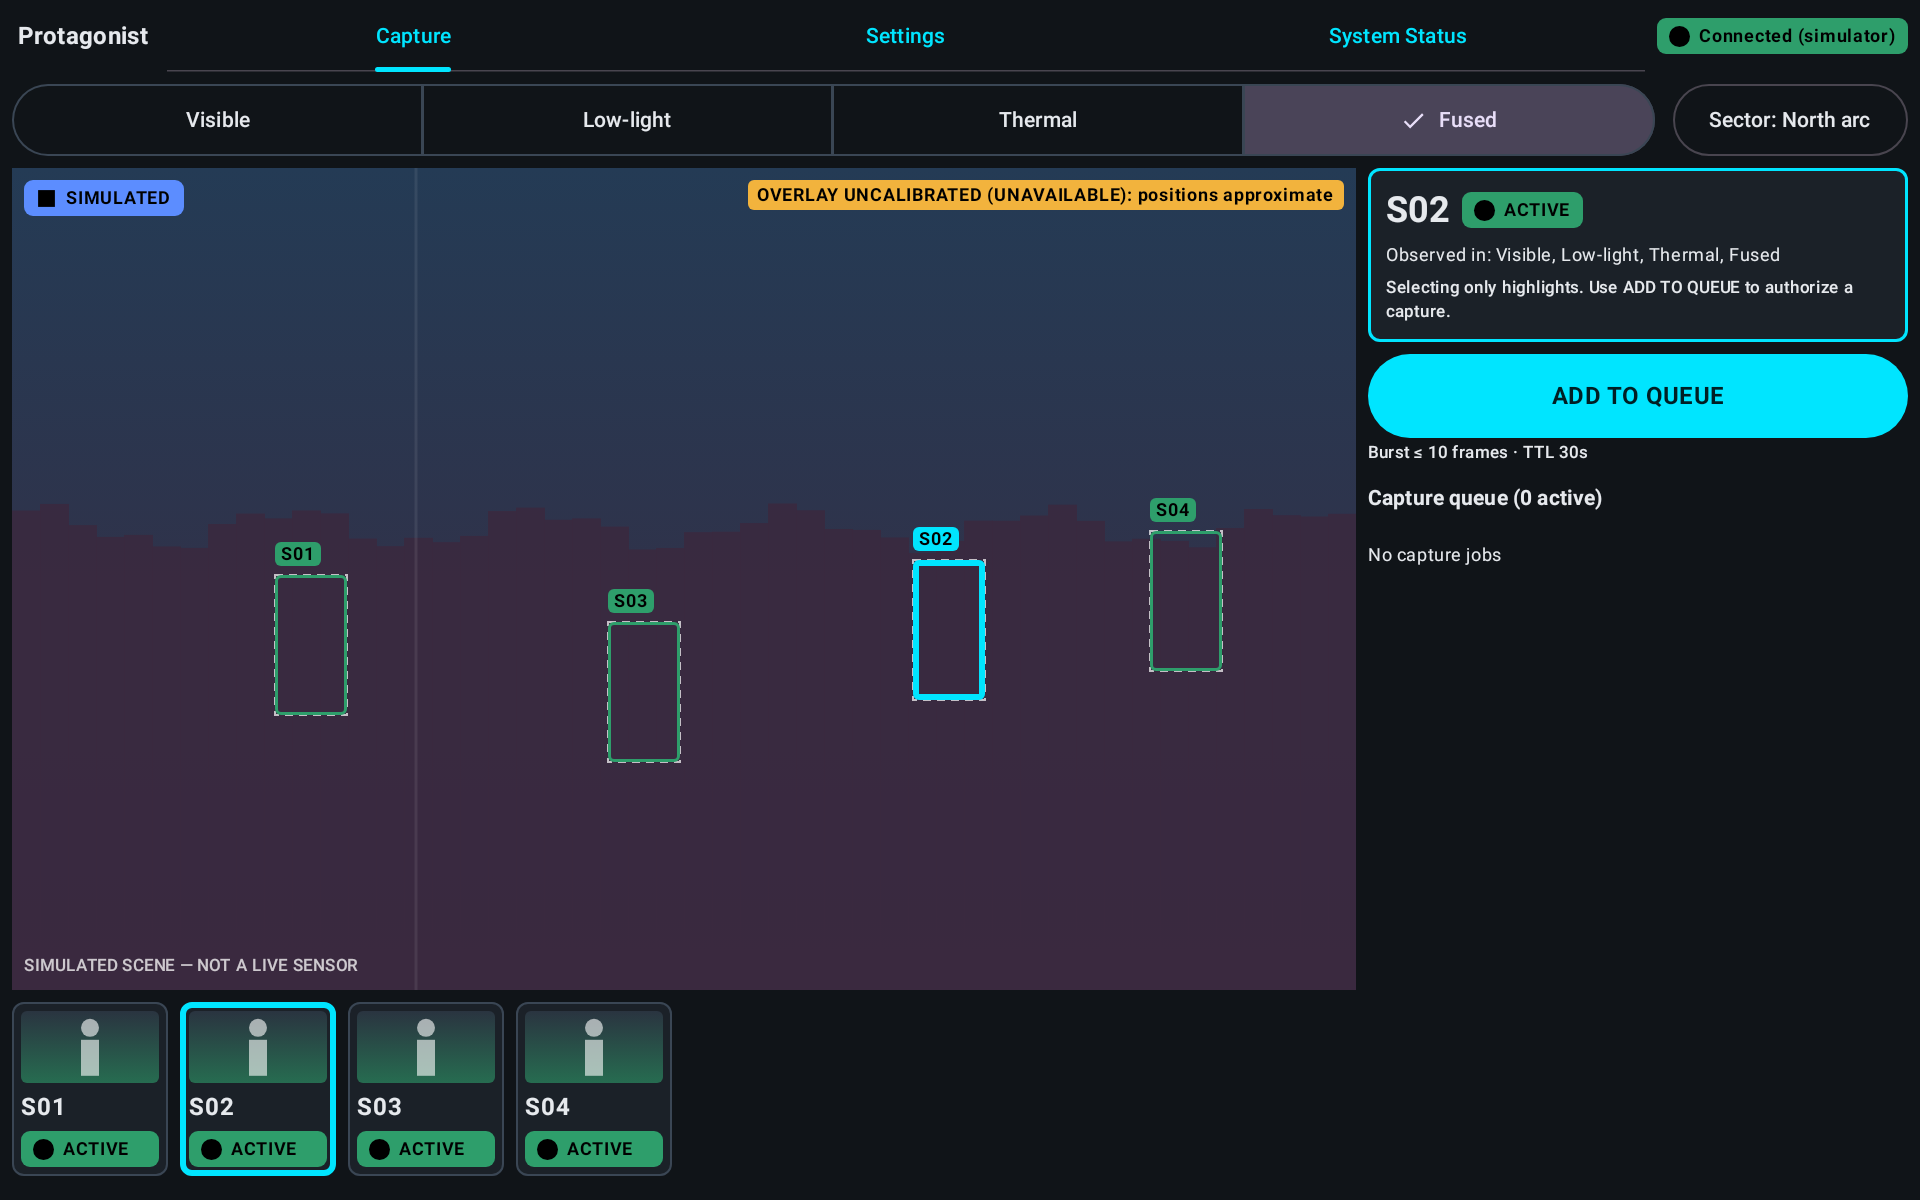 Protagonist
Capture
Settings
System Status
Connected (simulator)
Visible
Low-light
Thermal
Fused
Sector: North arc
SIMULATED
OVERLAY UNCALIBRATED (UNAVAILABLE): positions approximate
S01
S03
S02
S04
SIMULATED SCENE — NOT A LIVE SENSOR
S02
ACTIVE
Observed in: Visible, Low-light, Thermal, Fused
Selecting only highlights. Use ADD TO QUEUE to authorize a
capture.
ADD TO QUEUE
Burst ≤ 10 frames · TTL 30s
Capture queue (0 active)
No capture jobs
S01
ACTIVE
S02
ACTIVE
S03
ACTIVE
S04
ACTIVE